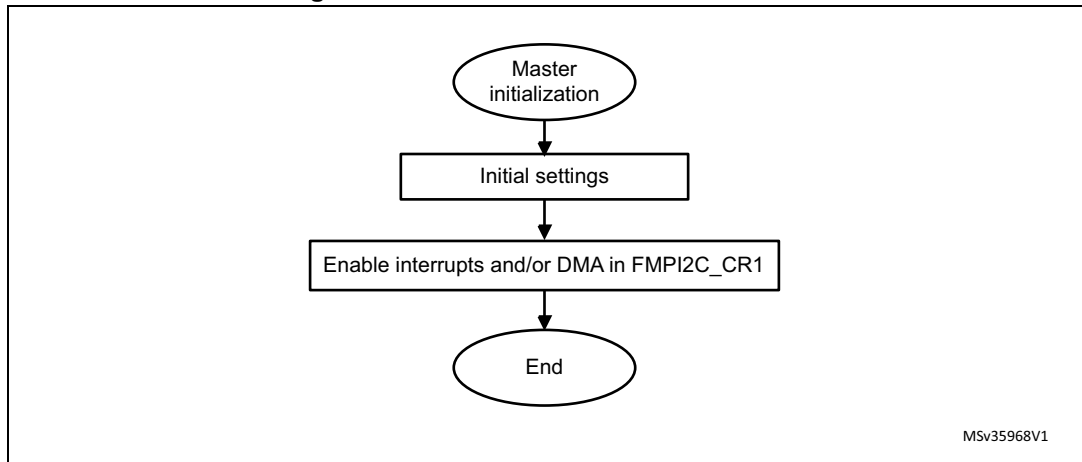 Master
initialization
Initial settings
Enable interrupts and/or DMA in FMPI2C_CR1
End
MSv35968V1